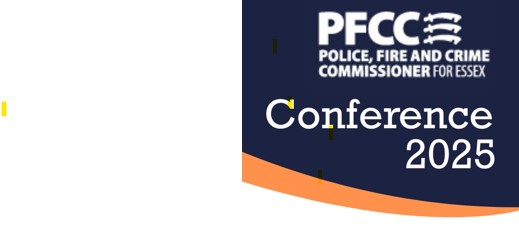 PFCC
POLICE, FIRE AND CRIME
COMMISSIONER FOR ESSEX
Conference
2025